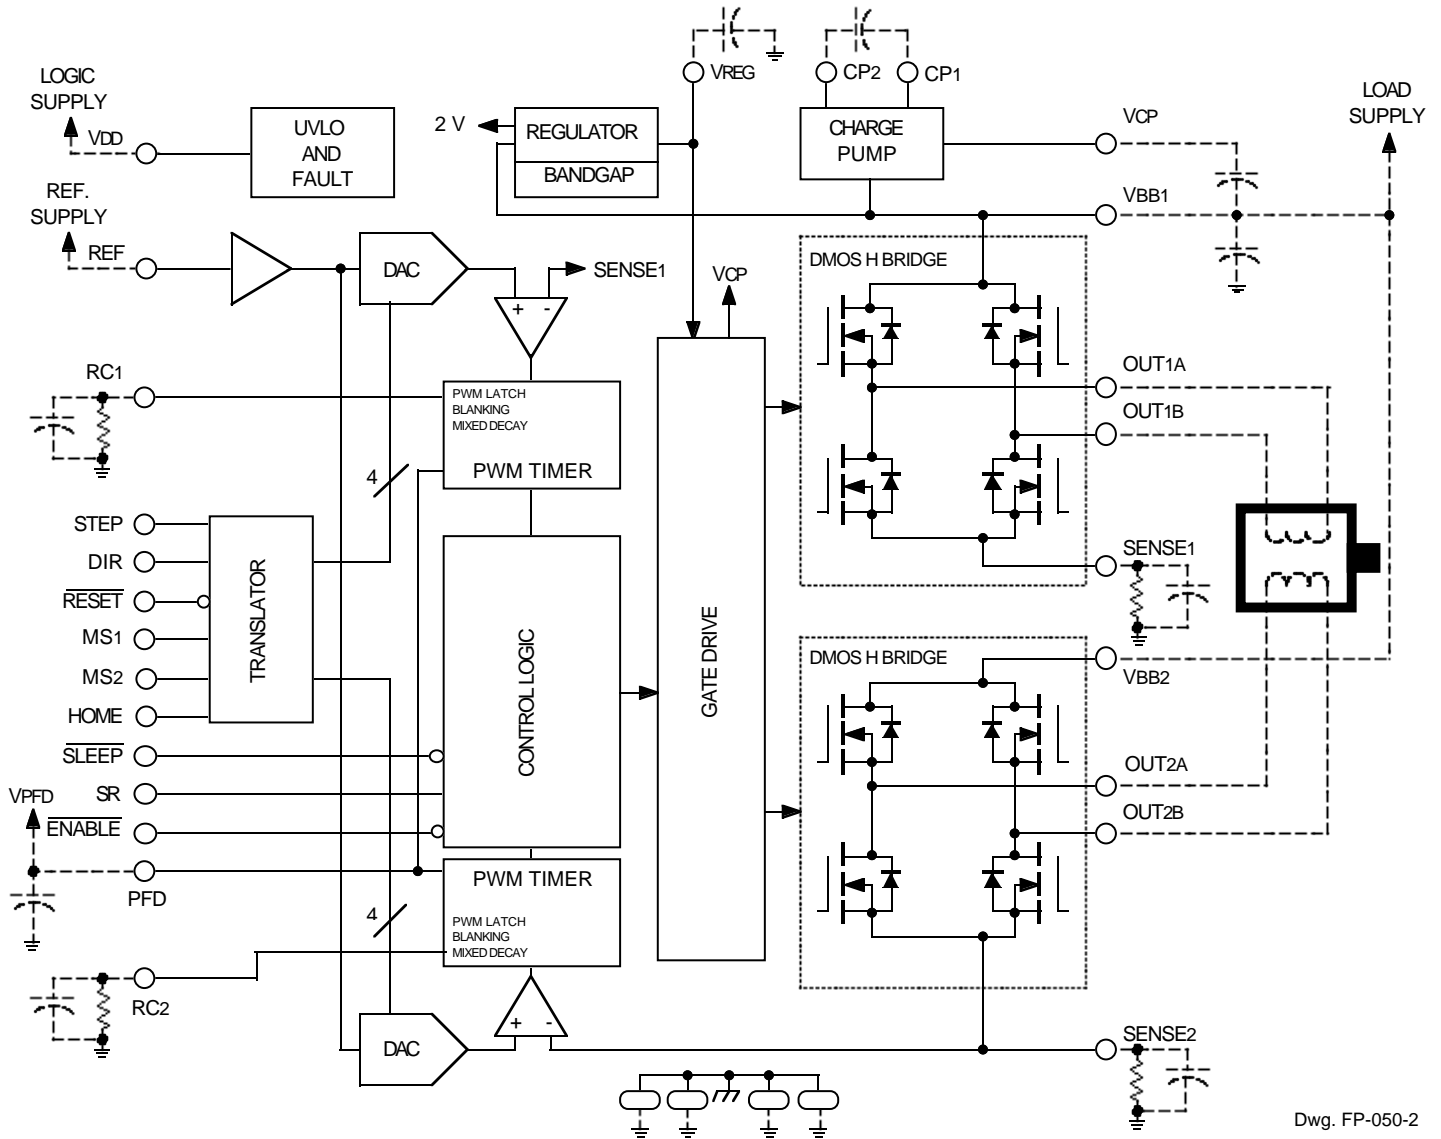 LOGIC
SUPPLY
VDD
UVLO
AND
FAULT
2 V
REGULATOR
BANDGAP
VREG
CP2
CP1
CHARGE
PUMP
VCP
LOAD
SUPPLY
VBB1
REF.
SUPPLY
REF
DAC
+ -
SENSE1
VCP
DMOS H BRIDGE
OUT1A
OUT1B
RC1
PWM LATCH
BLANKING
MIXED DECAY
PWM TIMER
4
STEP
DIR
RESET
MS1
MS2
HOME
TRANSLATOR
SLEEP
SR
ENABLE
VPFD
PFD
CONTROL LOGIC
GATE DRIVE
SENSE1
DMOS H BRIDGE
VBB2
OUT2A
OUT2B
PWM TIMER
PWM LATCH
BLANKING
MIXED DECAY
4
RC2
DAC
+ -
SENSE2
Dwg. FP-050-2